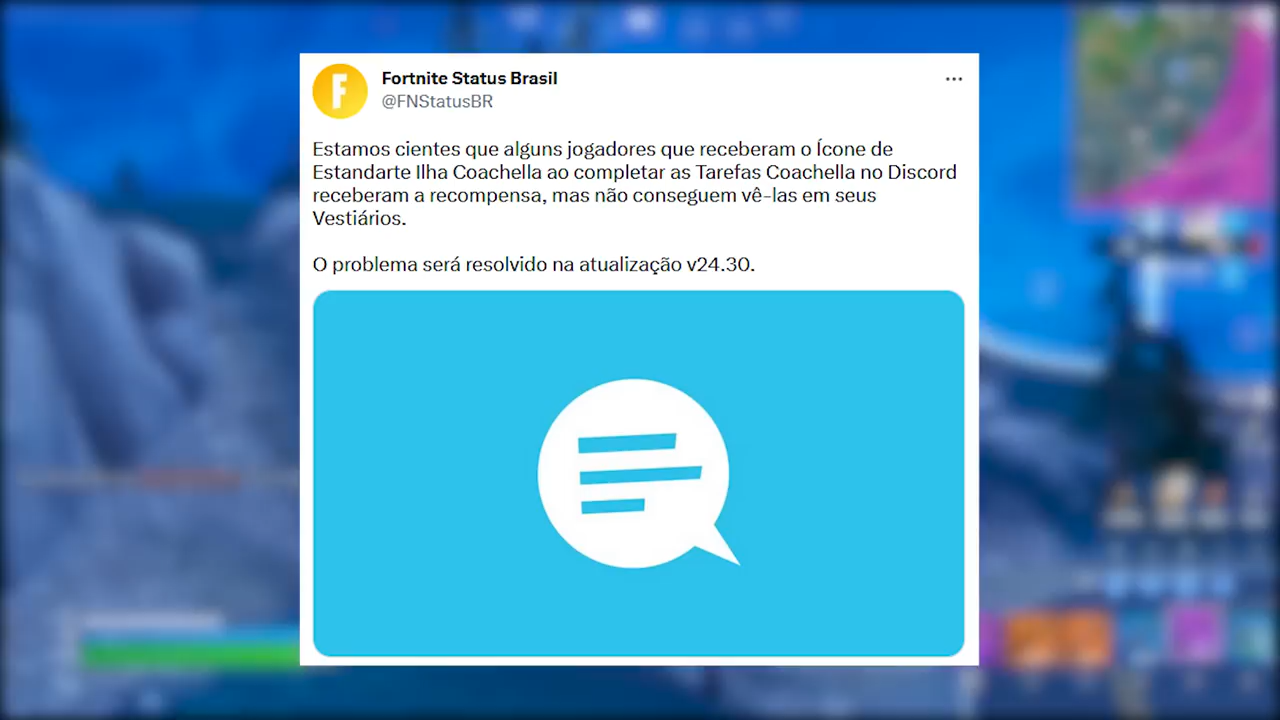 Fortnite Status Brasil
@FNStatusBR
Estamos cientes que alguns jogadores que receberam o Ícone de
Estandarte Ilha Coachella ao completar as Tarefas Coachella no Discord
receberam a recompensa, mas não conseguem vê-las em seus
Vestiários.
O problema será resolvido na atualização v24.30.